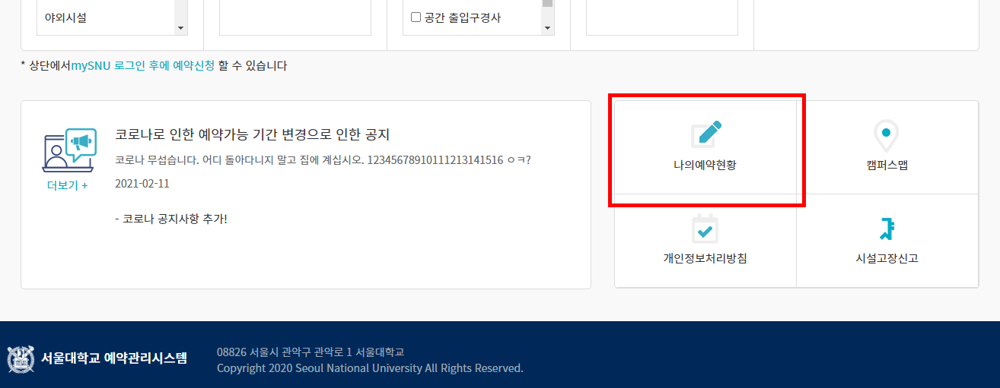 야외시설
공간 출입구경사
* 상단에서mySNU 로그인 후에 예약신청 할 수 있습니다
코로나로 인한 예약가능 기간 변경으로 인한 공지
코로나 무섭습니다. 어디 돌아다니지 말고 집에 계십시오. 12345678910111213141516 ㅇㅋ?
더보기 +
2021-02-11
- 코로나 공지사항 추가!
나의예약현황
캠퍼스맵
개인정보처리방침
시설고장신고
서울대학교 예약관리시스템
08826 서울시 관악구 관악로 1 서울대학교
Copyright 2020 Seoul National University All Rights Reserved.